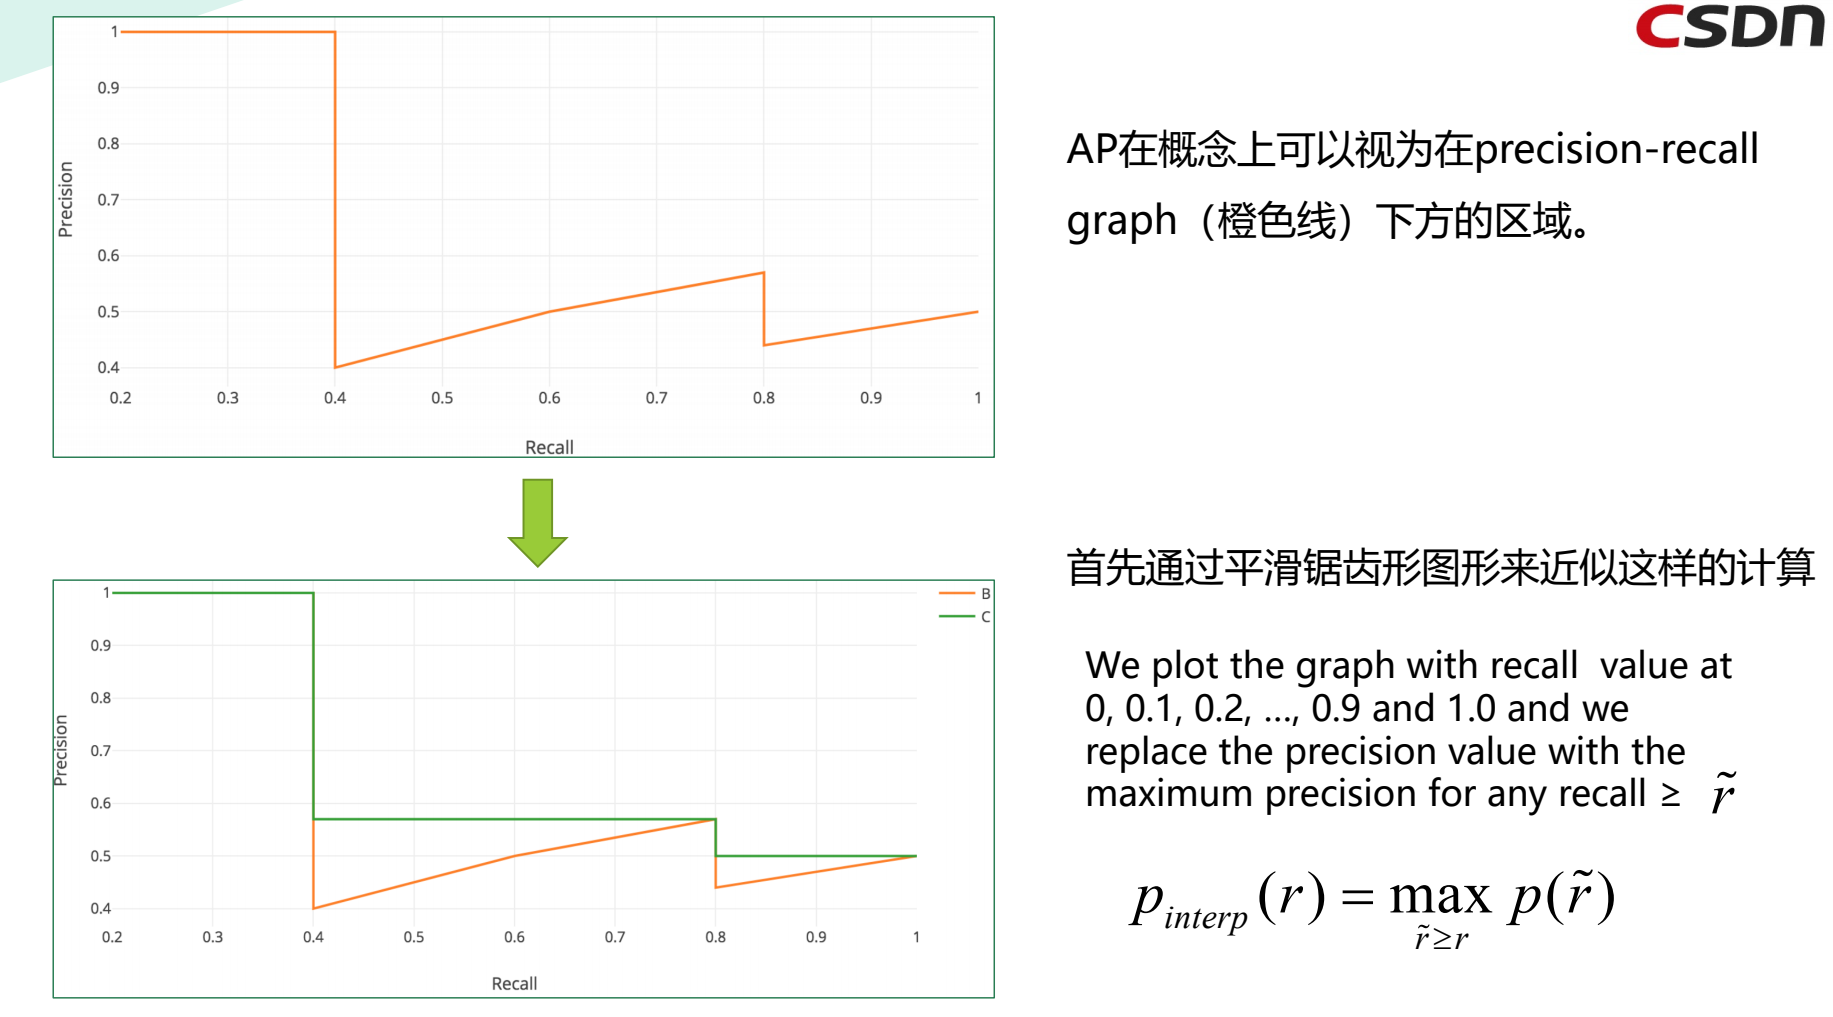 CSDN
1
0.9
0.8
0.7
0.6
0.5
0.4
Precision
0.2 0.3 0.4 0.5 0.6 0.7 0.8 0.9 1
Recall
AP在概念上可以视为在precision-recall
graph（橙色线）下方的区域。
B
C
1
0.9
0.8
0.7
0.6
0.5
0.4
Precision
0.2 0.3 0.4 0.5 0.6 0.7 0.8 0.9 1
Recall
首先通过平滑锯齿形图形来近似这样的计算
We plot the graph with recall value at
0, 0.1, 0.2, …, 0.9 and 1.0 and we
replace the precision value with the
maximum precision for any recall ≥ r̃
p_interp(r) = max p(r̃)
r̃≥r